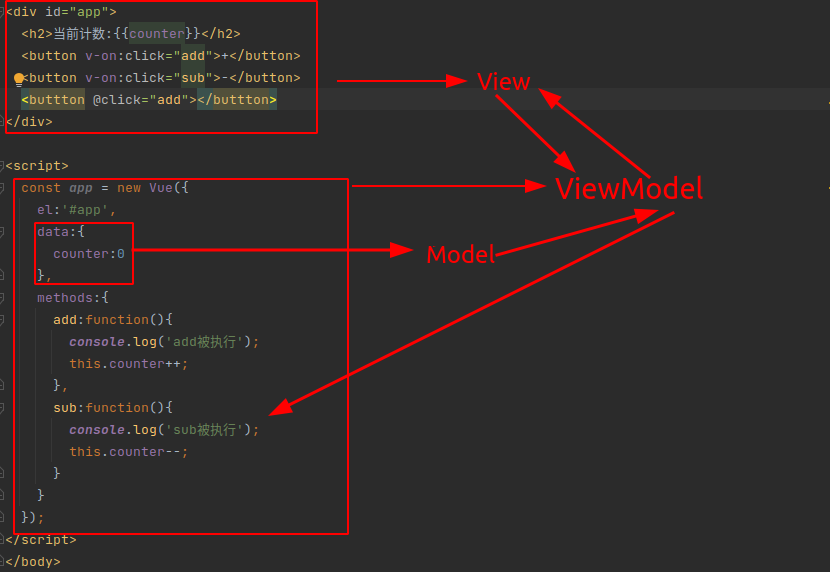 <div id="app">
<h2>当前计数:{{counter}}</h2>
<button v-on:click="add">+</button>
<button v-on:click="sub">-</button>
<buttton @click="add"></buttton>
</div>
View
<script>
const app = new Vue({
ViewModel
el:'#app',
data:{
counter:0
Model
},
methods:{
add:function(){
console.log('add被执行');
this.counter++;
},
sub:function(){
console.log('sub被执行');
this.counter--;
}
}
});
</script>
</body>